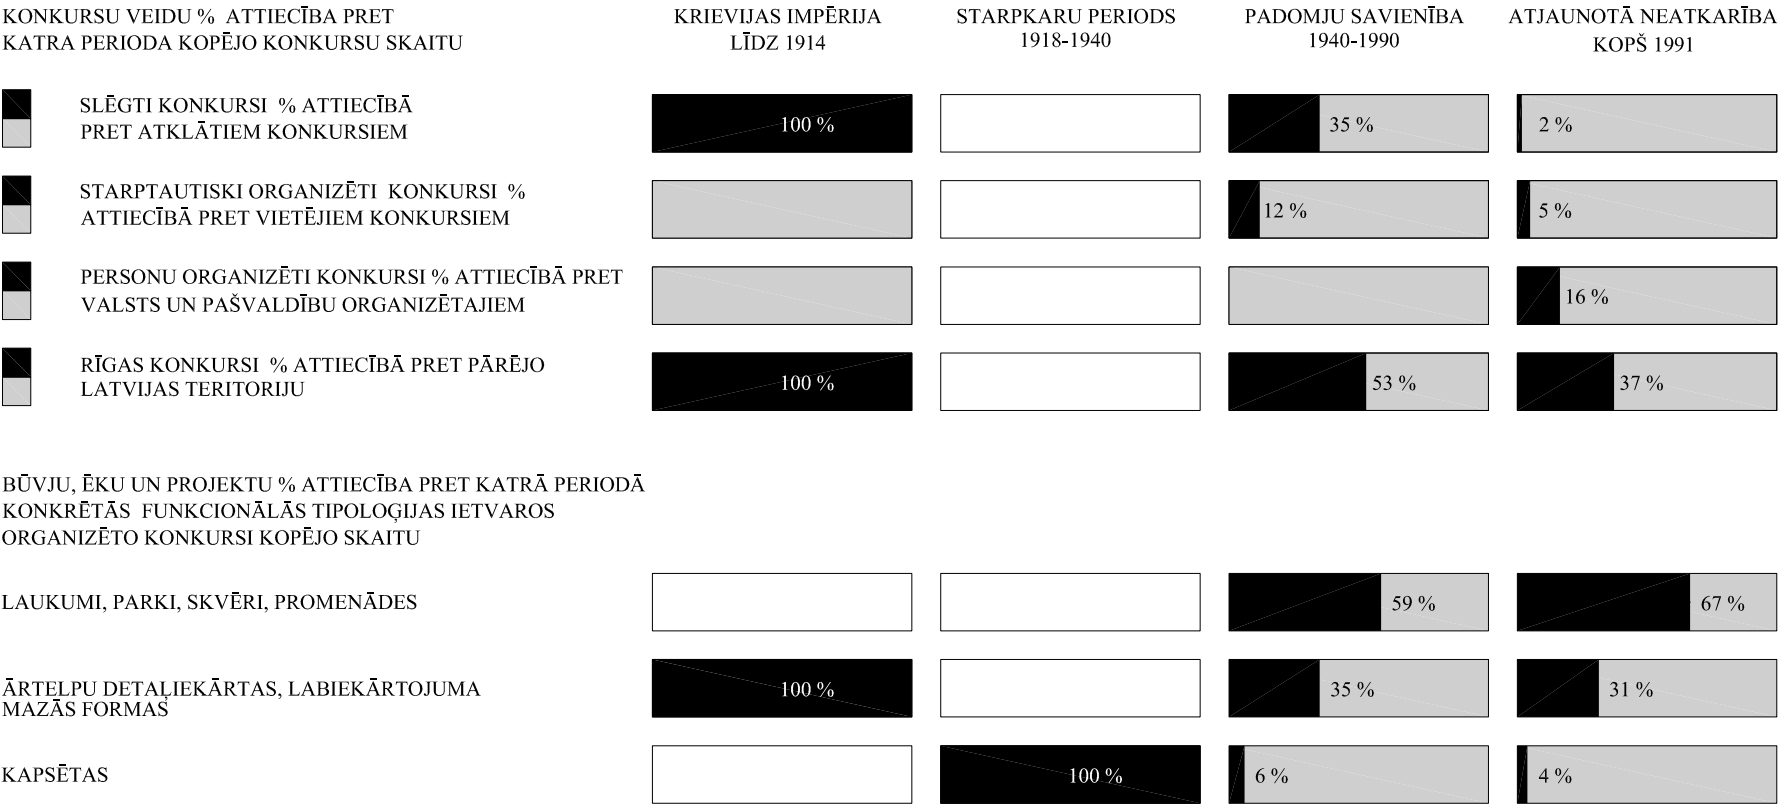 KONKURSU VEIDU % ATTIECĪBA PRET
KATRA PERIODA KOPĒJO KONKURSU SKAITU
KRIEVIJAS IMPĒRIJA
LĪDZ 1914
STARPKARU PERIODS
1918-1940
PADOMJU SAVIENĪBA
1940-1990
ATJAUNOTĀ NEATKARĪBA
KOPŠ 1991
SLĒGTI KONKURSI % ATTIECĪBĀ
PRET ATKLĀTIEM KONKURSIEM
100 %
35 %
2 %
STARPTAUTISKI ORGANIZĒTI KONKURSI %
ATTIECĪBĀ PRET VIETĒJIEM KONKURSIEM
12 %
5 %
PERSONU ORGANIZĒTI KONKURSI % ATTIECĪBĀ PRET
VALSTS UN PAŠVALDĪBU ORGANIZĒTAJIEM
16 %
RĪGAS KONKURSI % ATTIECĪBĀ PRET PĀRĒJO
LATVIJAS TERITORIJU
100 %
53 %
37 %
BŪVJU, ĒKU UN PROJEKTU % ATTIECĪBA PRET KATRĀ PERIODĀ
KONKRĒTĀS FUNKCIONĀLĀS TIPOLOĢIJAS IETVAROS
ORGANIZĒTO KONKURSI KOPĒJO SKAITU
LAUKUMI, PARKI, SKVĒRI, PROMENĀDES
59 %
67 %
ĀRTELPU DETAĻIEKĀRTAS, LABIEKĀRTOJUMA
MAZĀS FORMAS
100 %
35 %
31 %
KAPSĒTAS
100 %
6 %
4 %